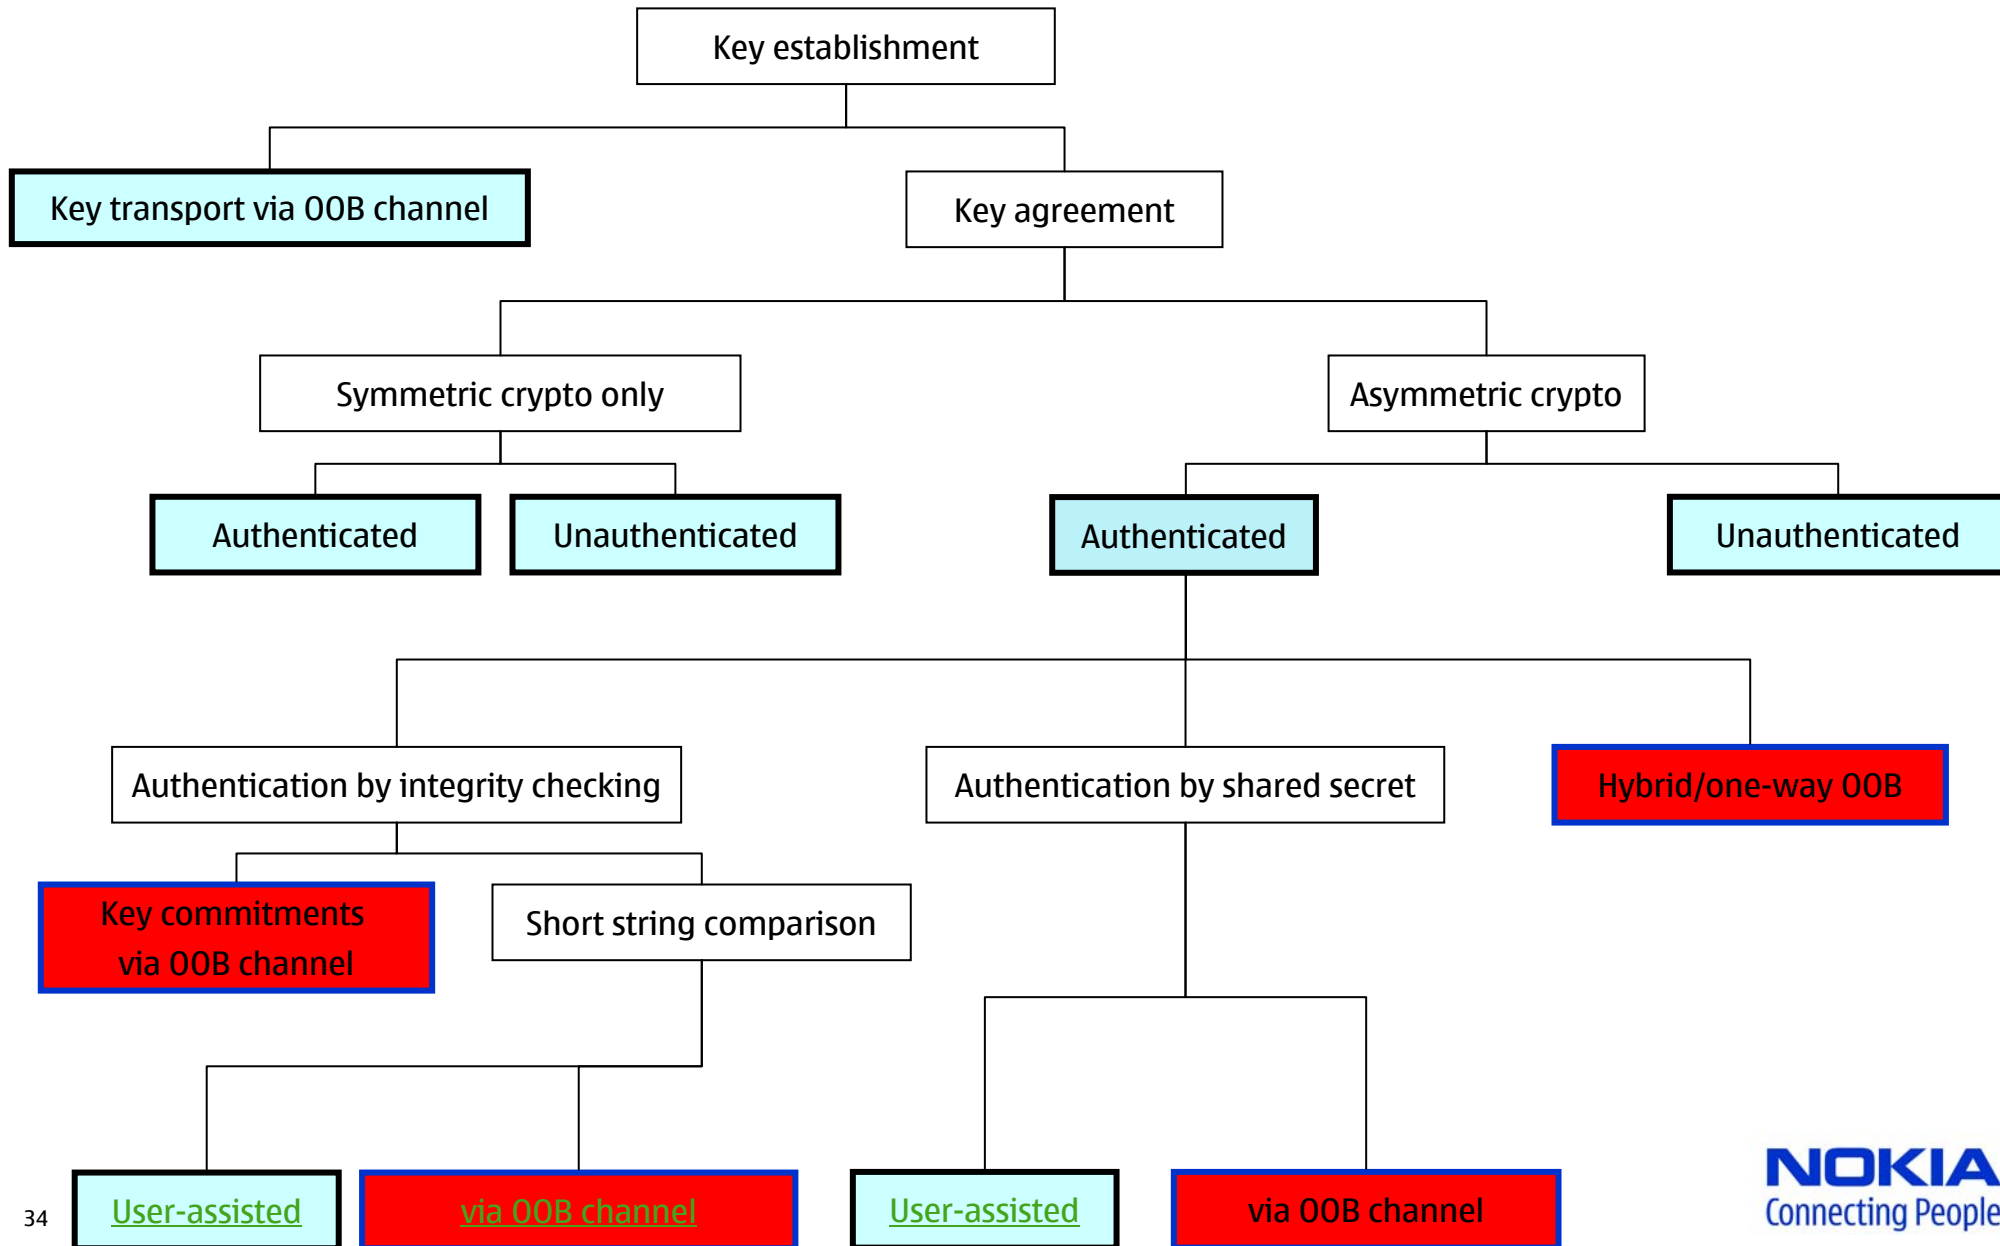 Key establishment
Key transport via OOB channel
Key agreement
Symmetric crypto only
Asymmetric crypto
Authenticated
Unauthenticated
Authenticated
Unauthenticated
Authentication by integrity checking
Authentication by shared secret
Hybrid/one-way OOB
Key commitments
via OOB channel
Short string comparison
User-assisted
via OOB channel
User-assisted
via OOB channel
34
NOKIA
Connecting People